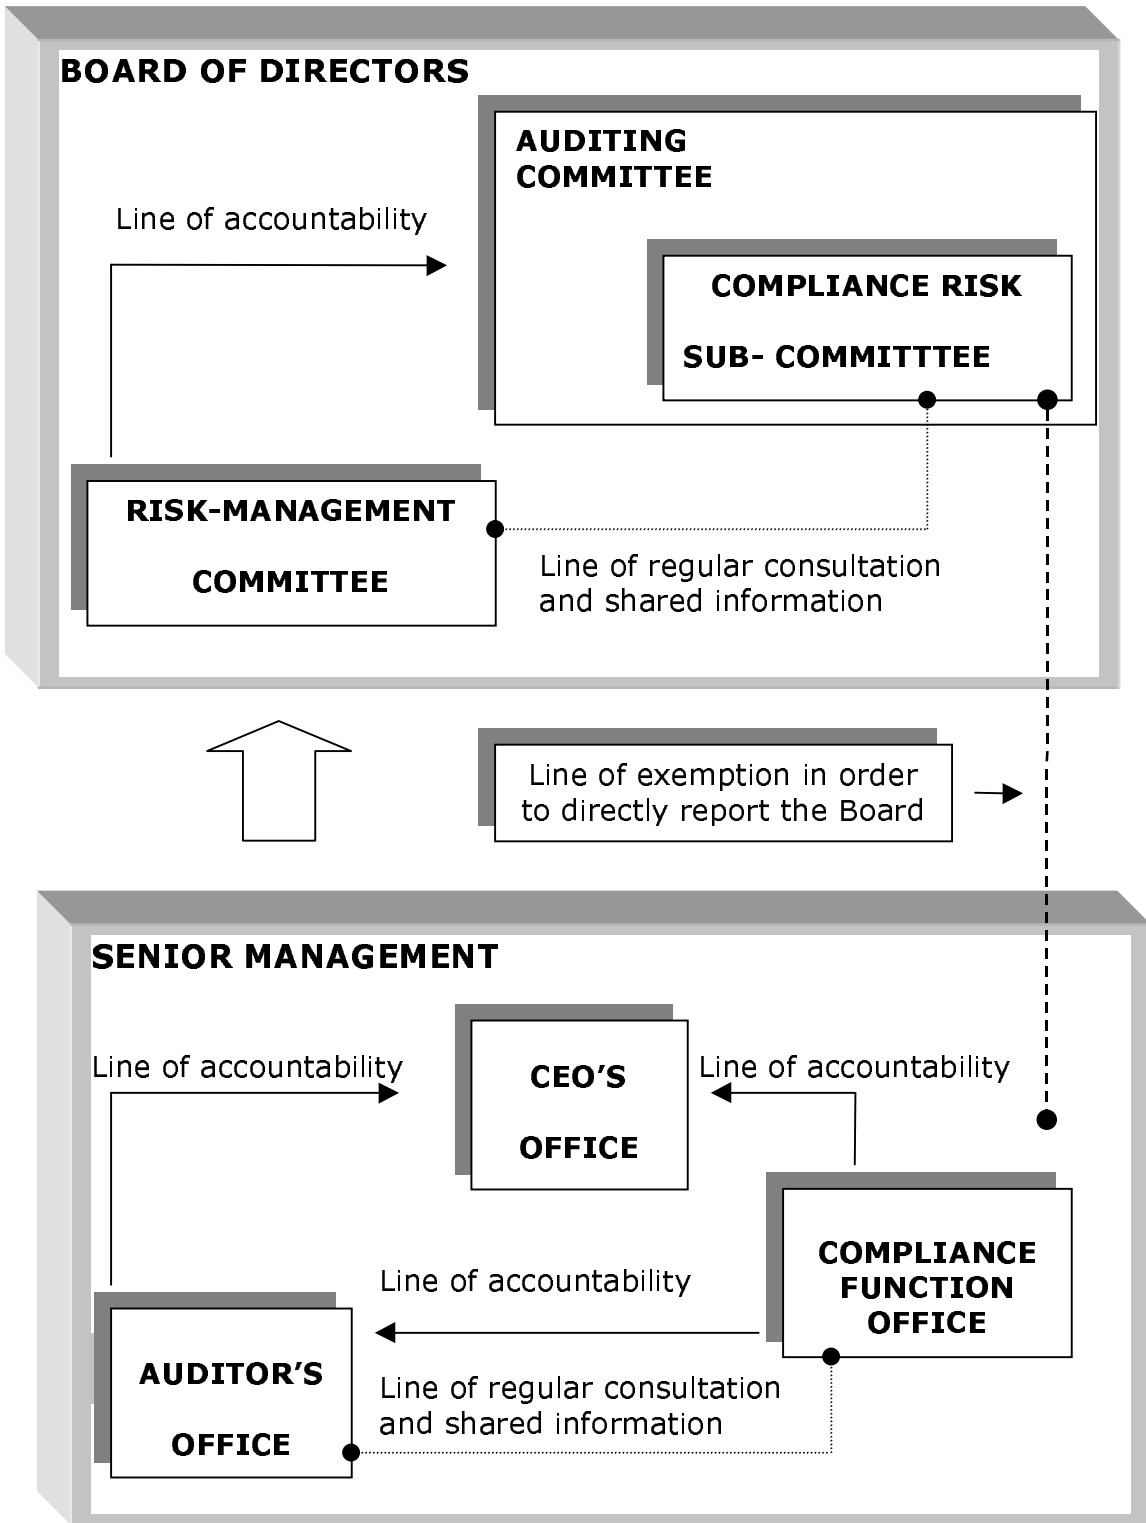 BOARD OF DIRECTORS
AUDITING
COMMITTEE
Line of accountability
COMPLIANCE RISK
SUB- COMMITTTEE
RISK-MANAGEMENT
COMMITTEE
Line of regular consultation
and shared information
Line of exemption in order
to directly report the Board
SENIOR MANAGEMENT
Line of accountability
CEO’S
OFFICE
Line of accountability
COMPLIANCE
FUNCTION
OFFICE
Line of accountability
AUDITOR’S
OFFICE
Line of regular consultation
and shared information